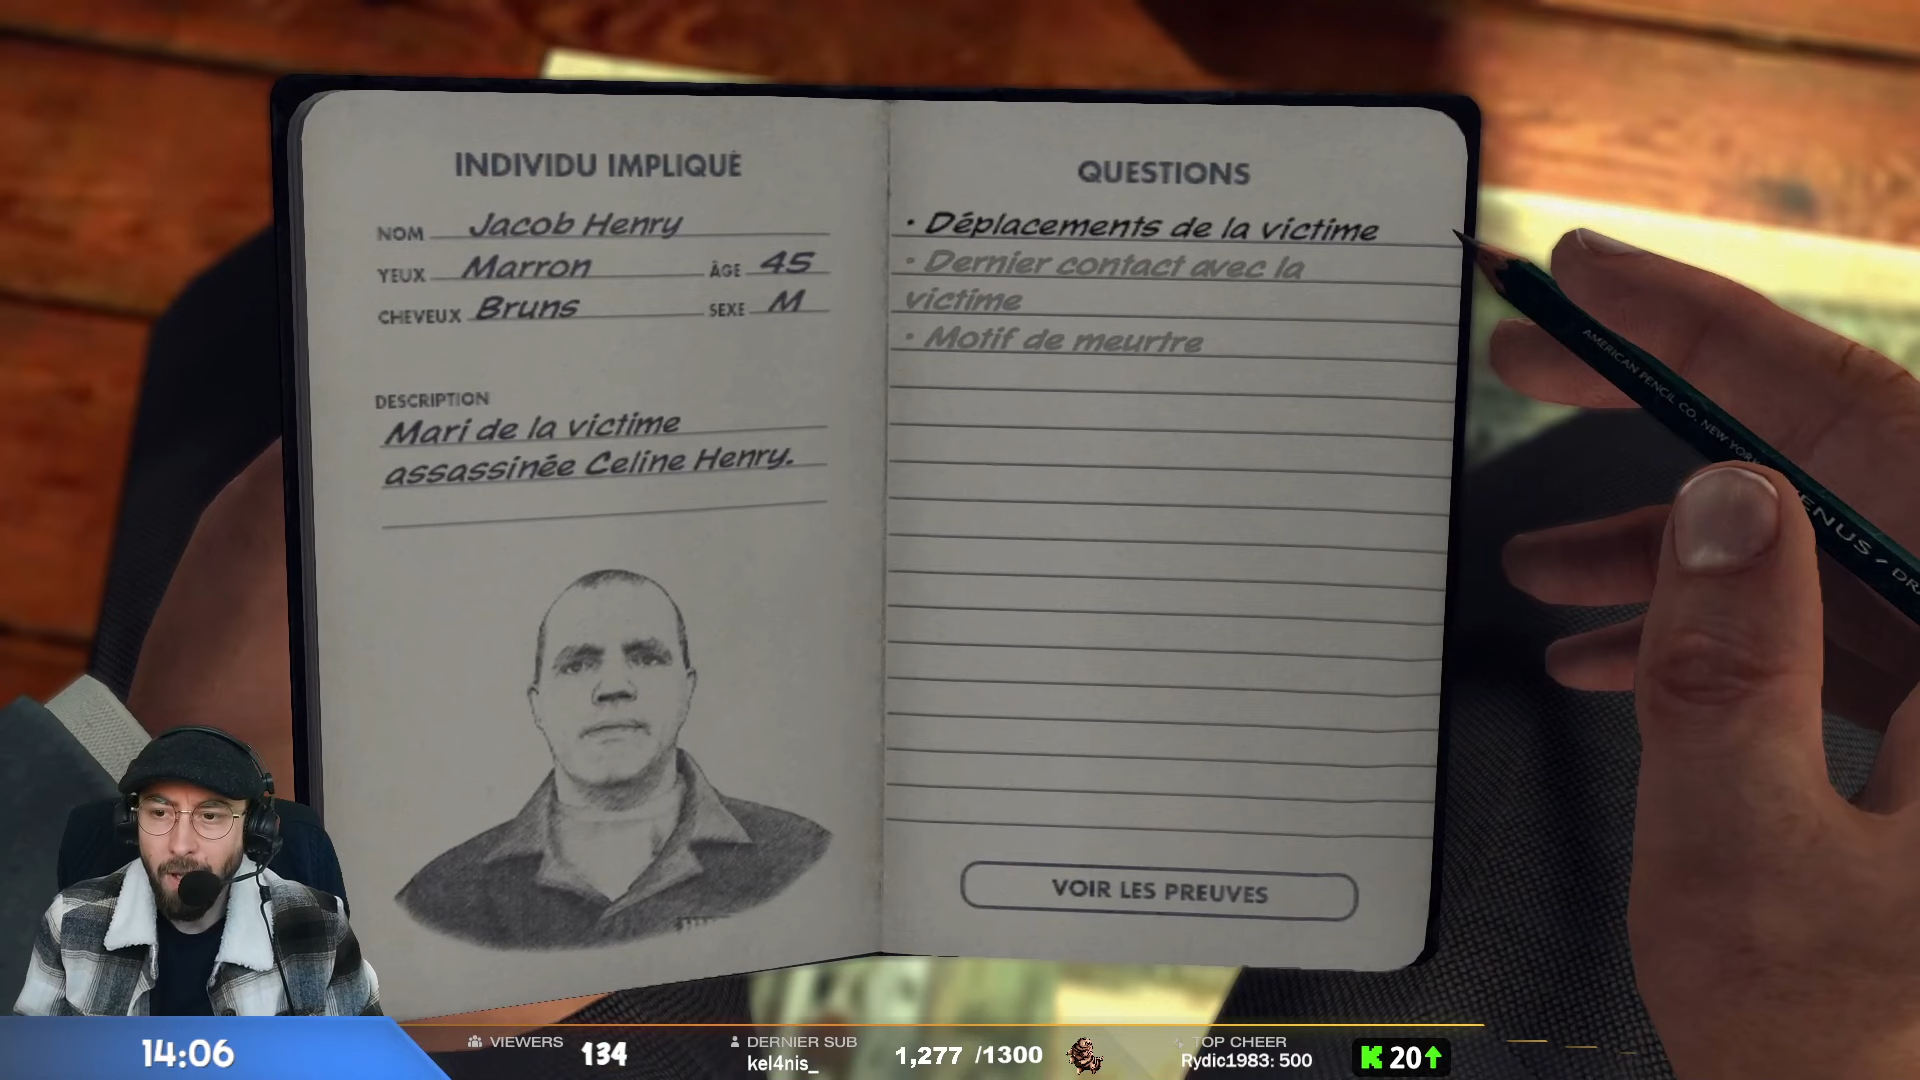 INDIVIDU IMPLIQUÉ
NOM Jacob Henry
YEUX Marron ÂGE 45
CHEVEUX Bruns SEXE M
DESCRIPTION
Mari de la victime
assassinée Celine Henry.
QUESTIONS
• Déplacements de la victime
• Dernier contact avec la
victime
• Motif de meurtre
VOIR LES PREUVES
AMERICAN PENCIL CO. NEW YORK
ENUS
DR
14:06
VIEWERS
134
DERNIER SUB
kel4nis_
1,277 /1300
TOP CHEER
Rydic1983: 500
K 20